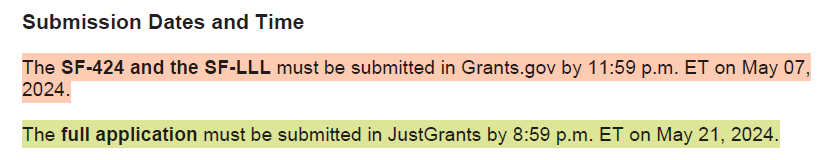 Submission Dates and Time
The SF-424 and the SF-LLL must be submitted in Grants.gov by 11:59 p.m. ET on May 07,
2024.
The full application must be submitted in JustGrants by 8:59 p.m. ET on May 21, 2024.